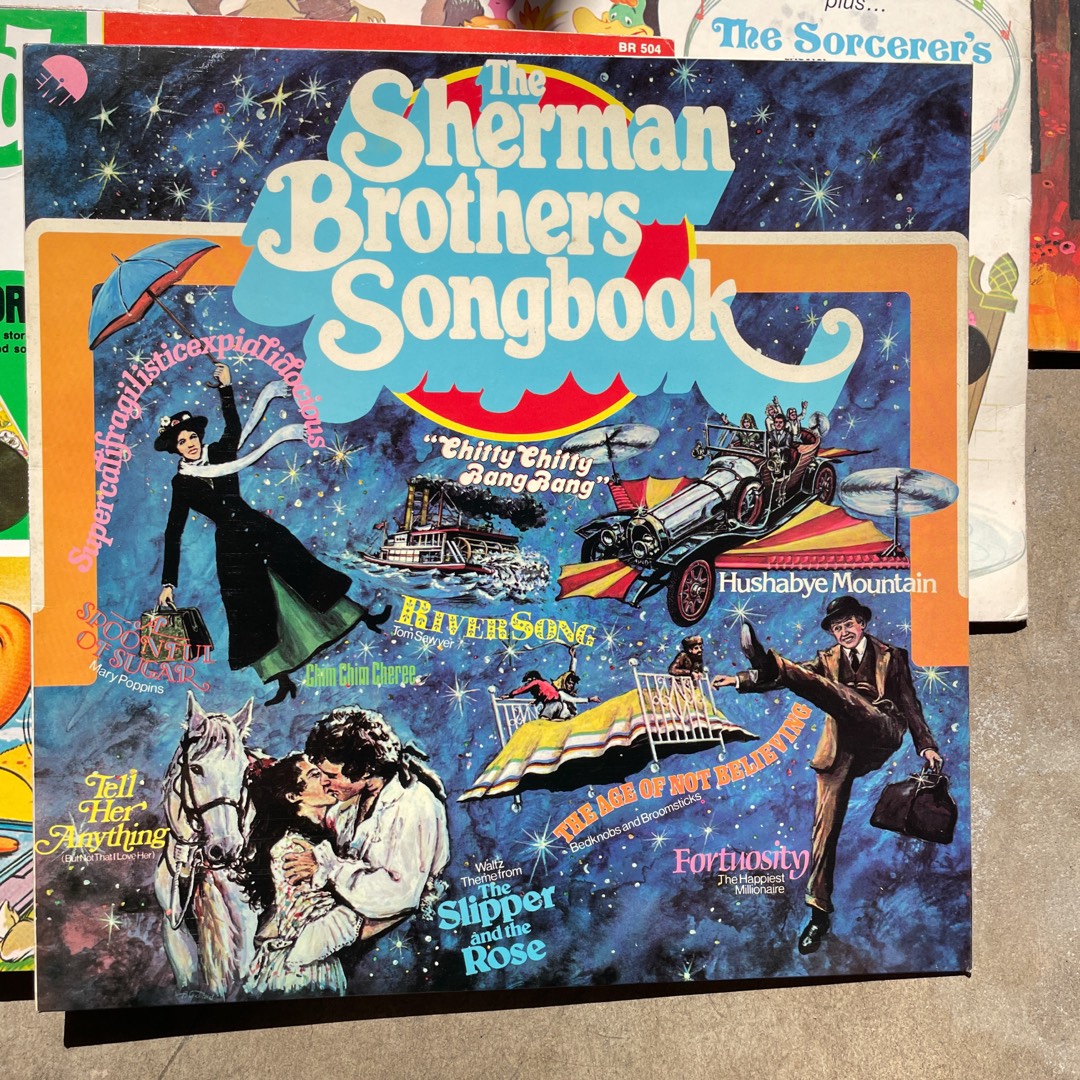 plus...
The Sorcerer's
BR 504
The
Sherman
Brothers
Songbook
Supercalifragilisticexpialidocious
"Chitty Chitty
Bang Bang"
Hushabye Mountain
RIVER SONG
Tom Sawyer
A
SPOONFUL
OF SUGAR
Mary Poppins
Chim Chim Cheree
Tell
Her
Anything
(But Not That I Love Her)
THE AGE OF NOT BELIEVING
Bedknobs and Broomsticks
Fortuosity
The Happiest
Millionaire
Waltz
Theme from
The
Slipper
and the
Rose